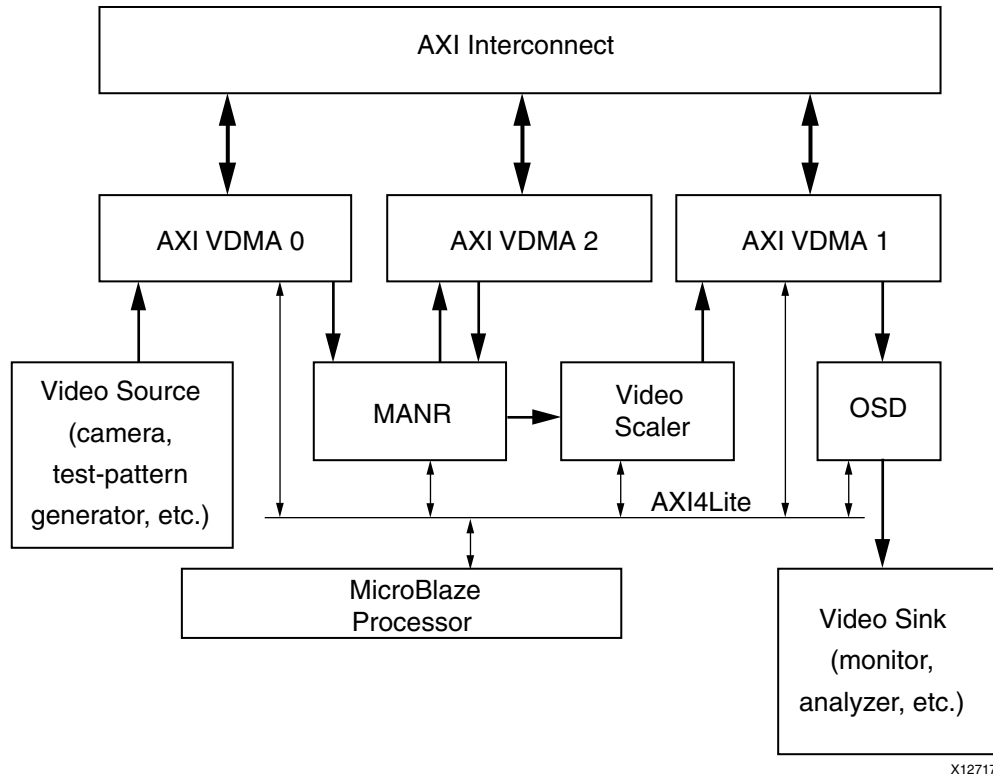 AXI Interconnect
AXI VDMA 0
AXI VDMA 2
AXI VDMA 1
Video Source
(camera,
test-pattern
generator, etc.)
MANR
Video
Scaler
OSD
AXI4Lite
MicroBlaze
Processor
Video Sink
(monitor,
analyzer, etc.)
X12717